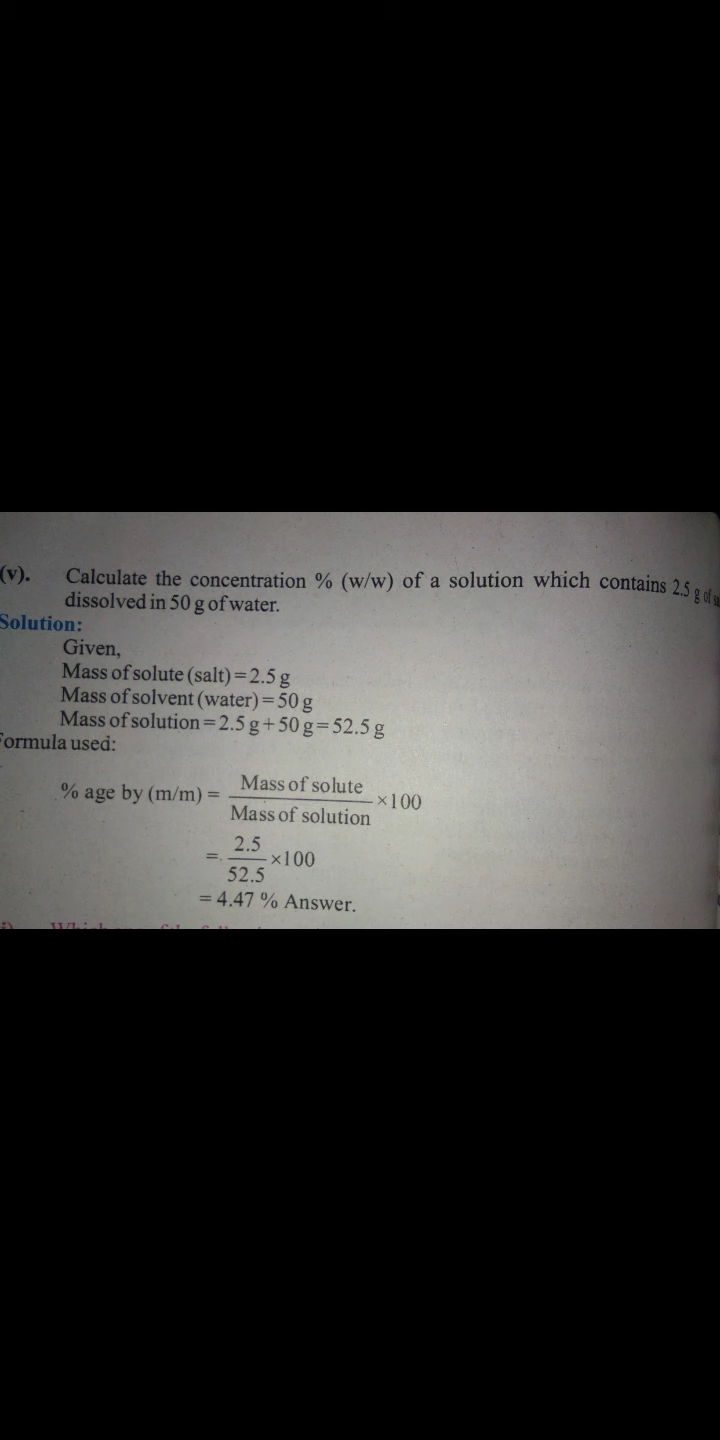 (v). Calculate the concentration % (w/w) of a solution which contains 2.5 g of
dissolved in 50 g of water.
Solution:
Given,
Mass of solute (salt) = 2.5 g
Mass of solvent (water) = 50 g
Mass of solution = 2.5 g + 50 g = 52.5 g
Formula used:
% age by (m/m) = Mass of solute / Mass of solution ×100
= 2.5 / 52.5 ×100
= 4.47 % Answer.